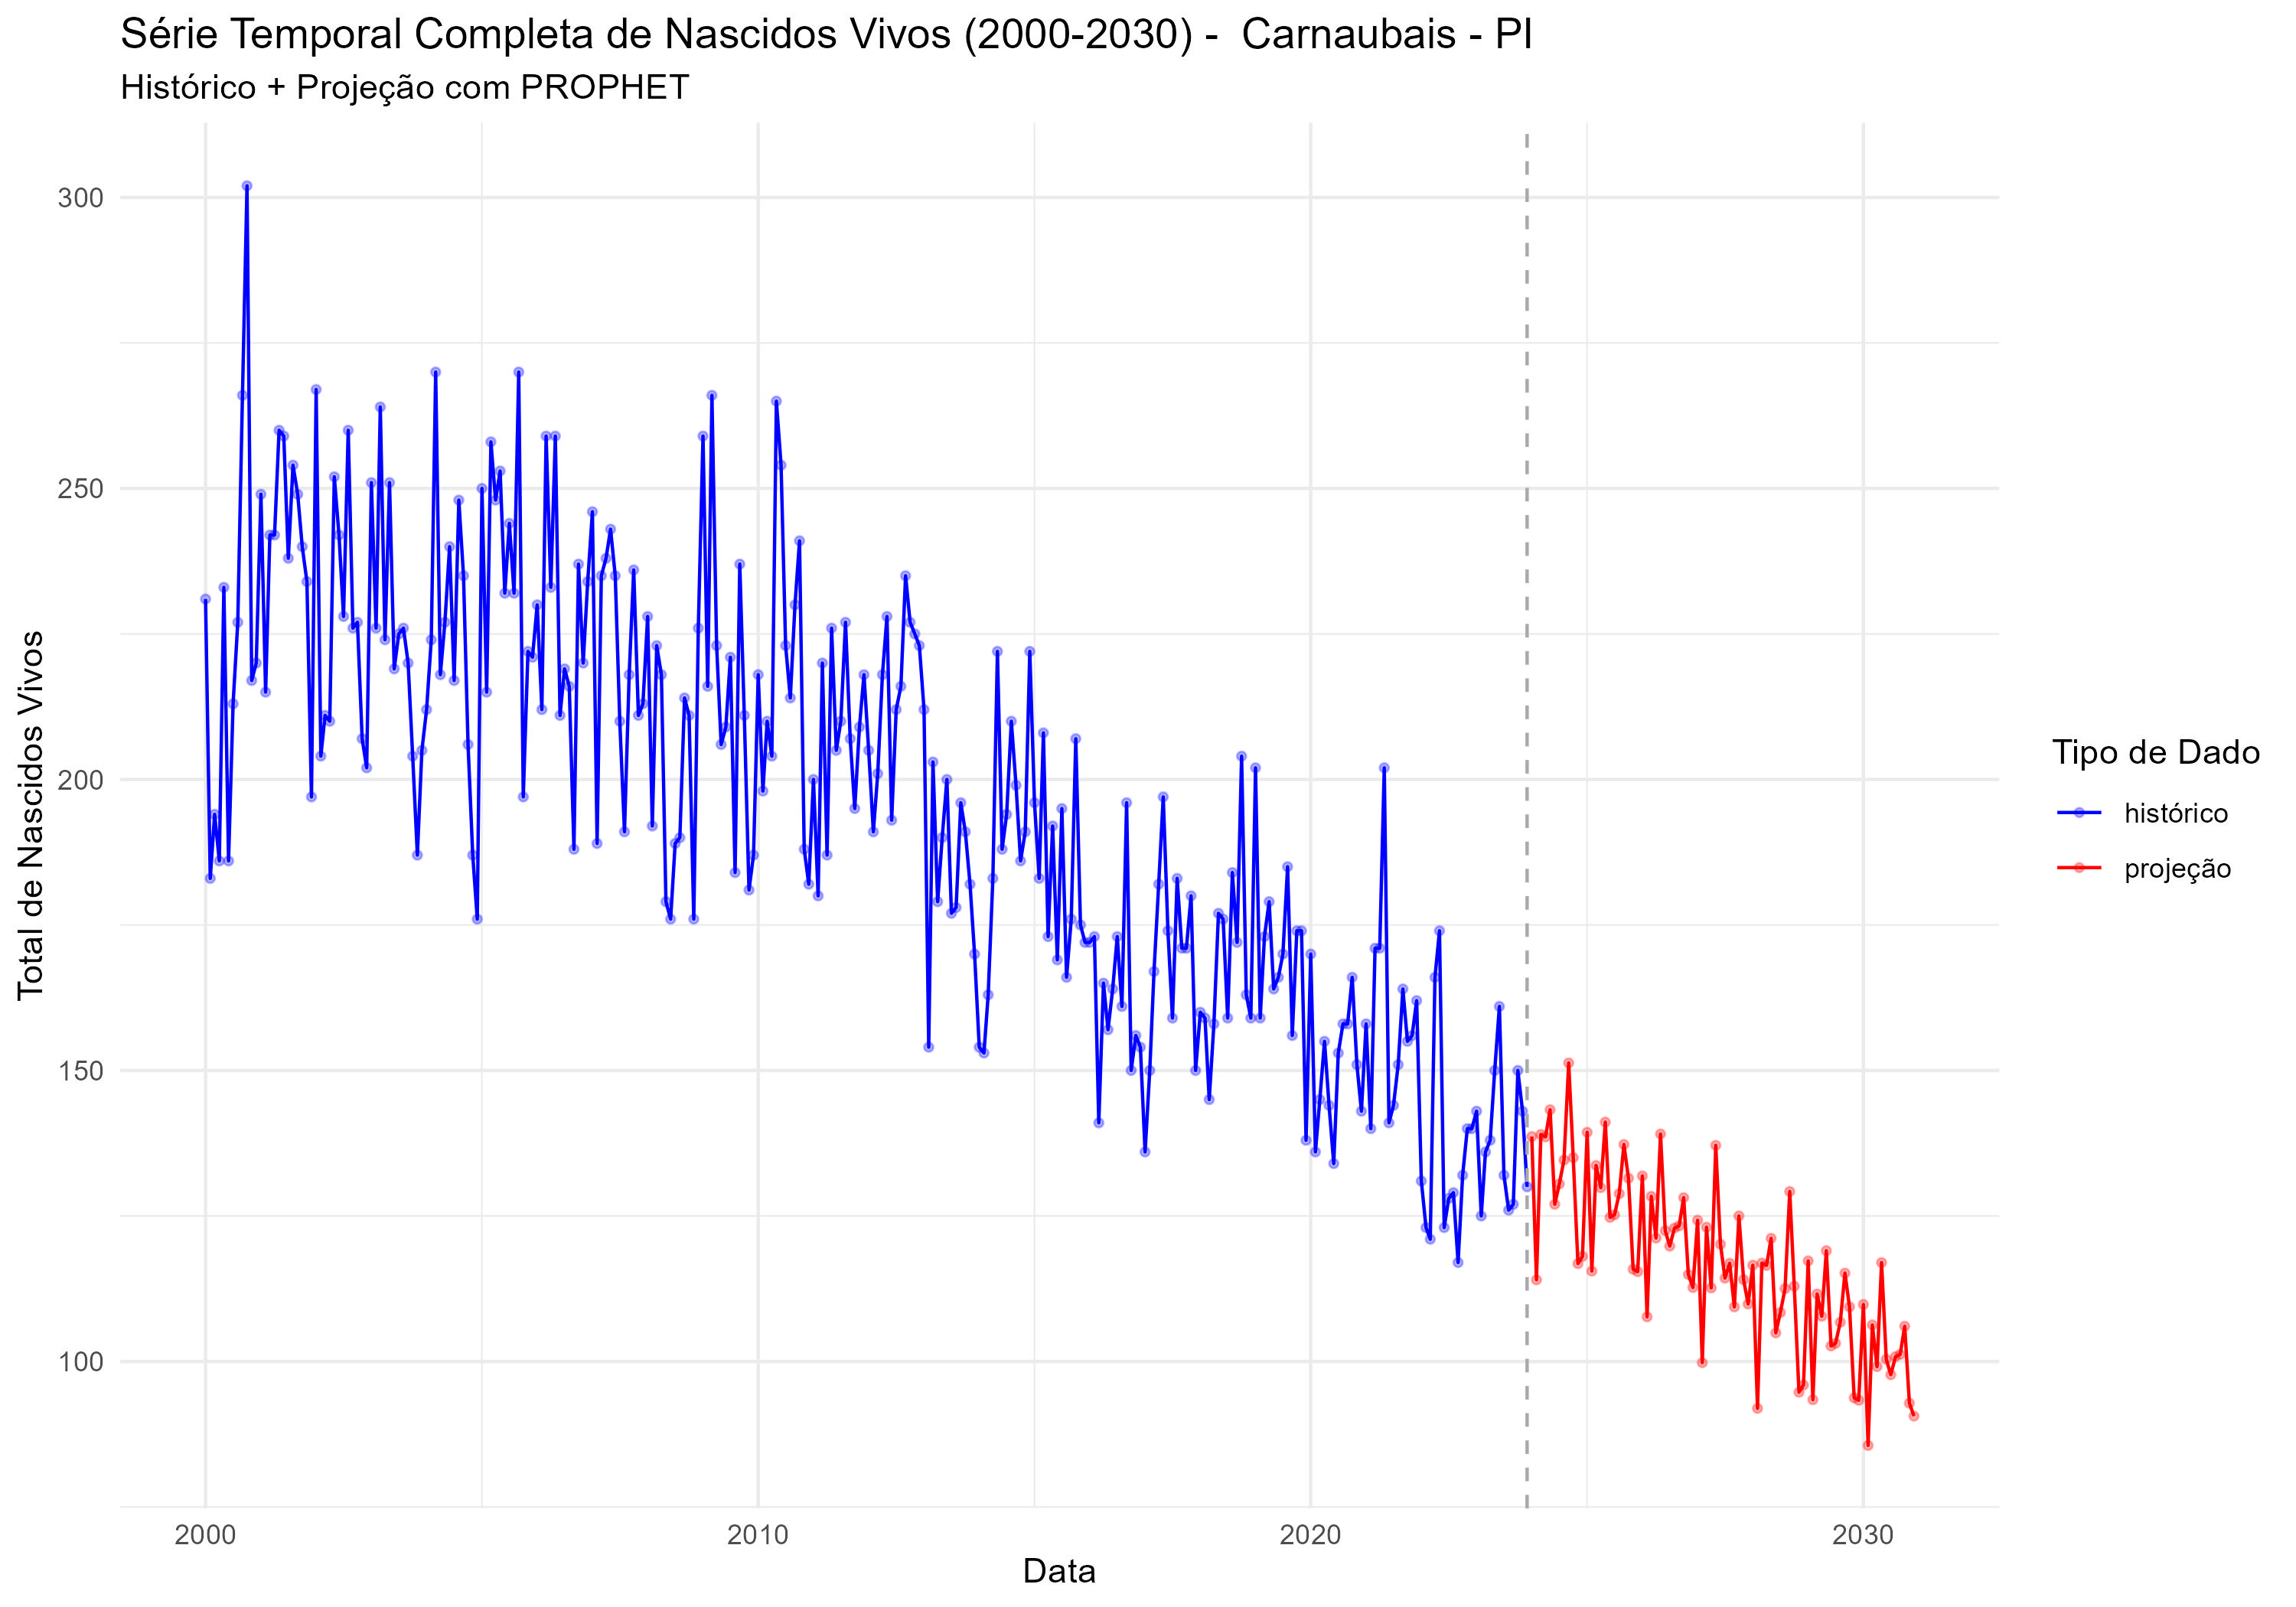 Série Temporal Completa de Nascidos Vivos (2000-2030) -  Carnaubais - PI
Histórico + Projeção com PROPHET
Total de Nascidos Vivos
300
250
200
150
100
2000
2010
2020
2030
Data
Tipo de Dado
histórico
projeção